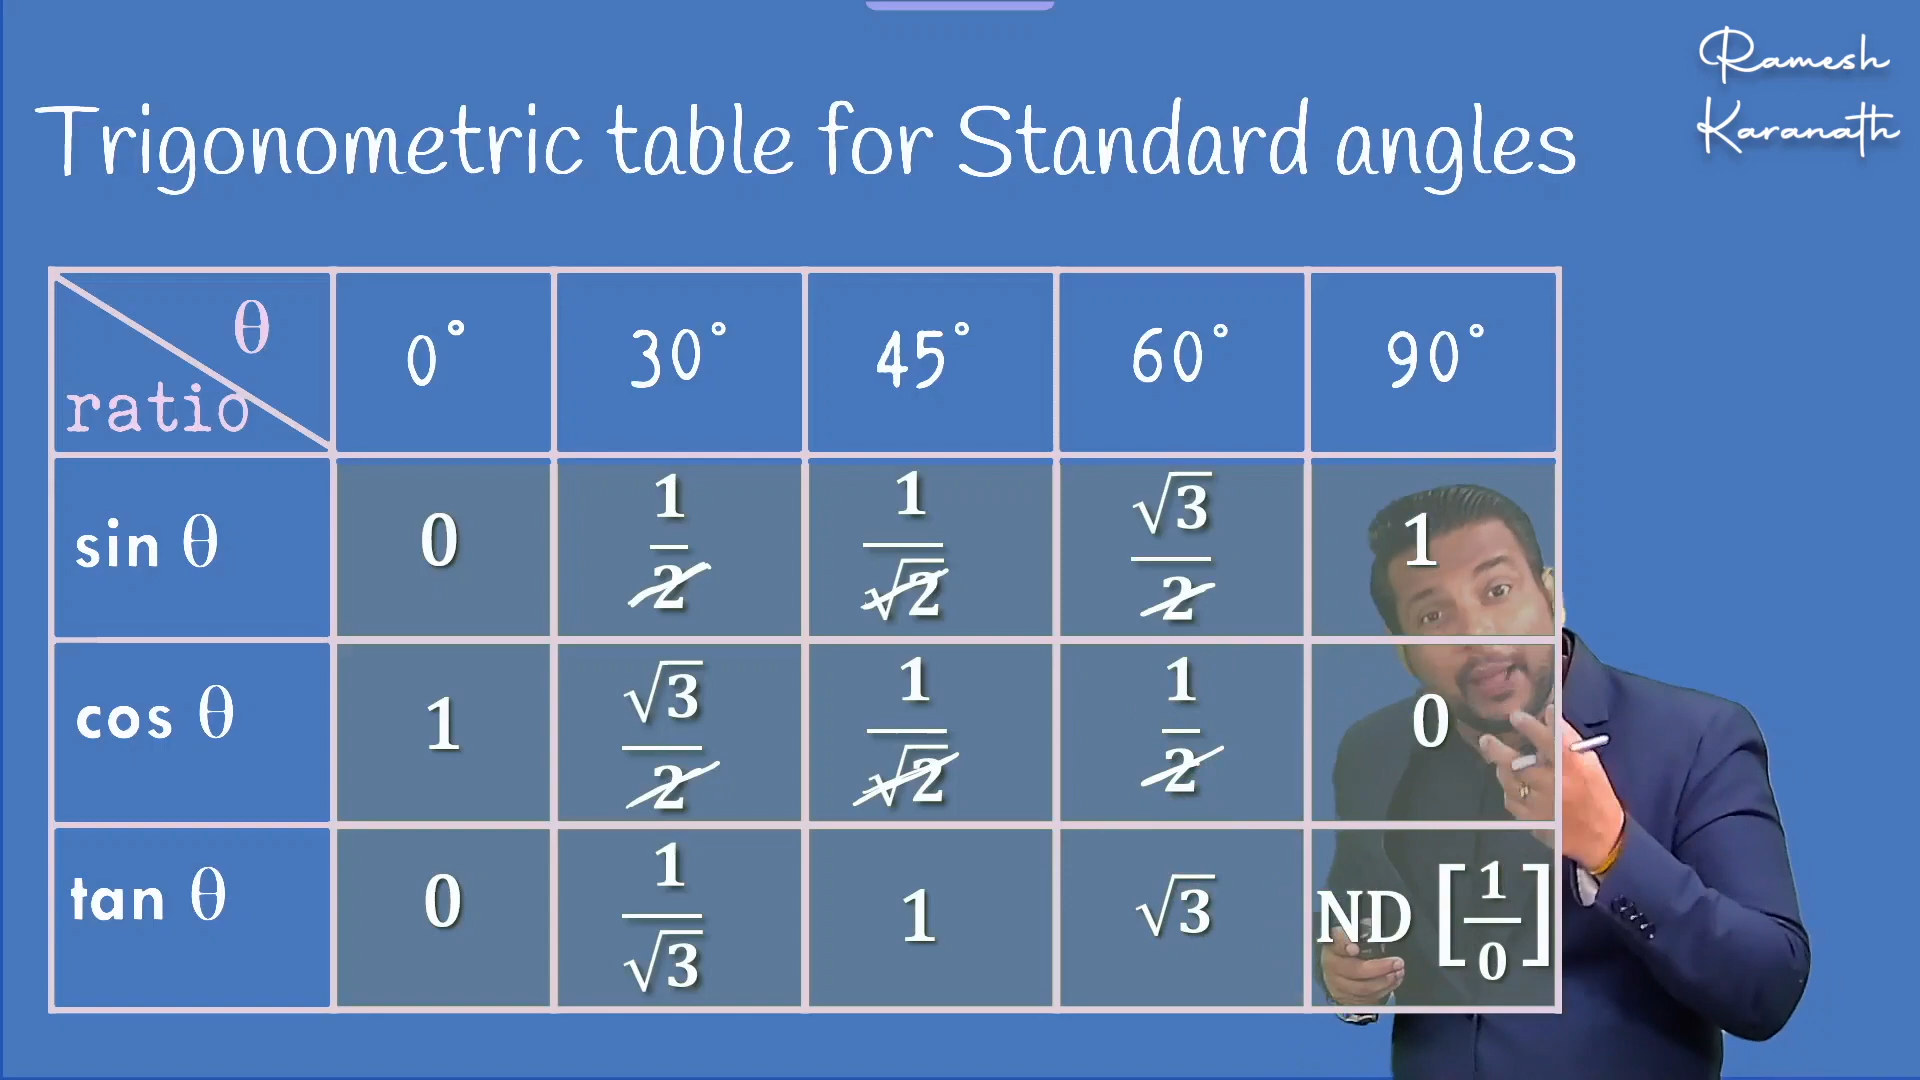 Ramesh
Karanath
Trigonometric table for Standard angles
θ
ratio
0° 30° 45° 60° 90°
sin θ 0 1/2 1/√2 √3/2 1
cos θ 1 √3/2 1/√2 1/2 0
tan θ 0 1/√3 1 √3 ND [1/0]